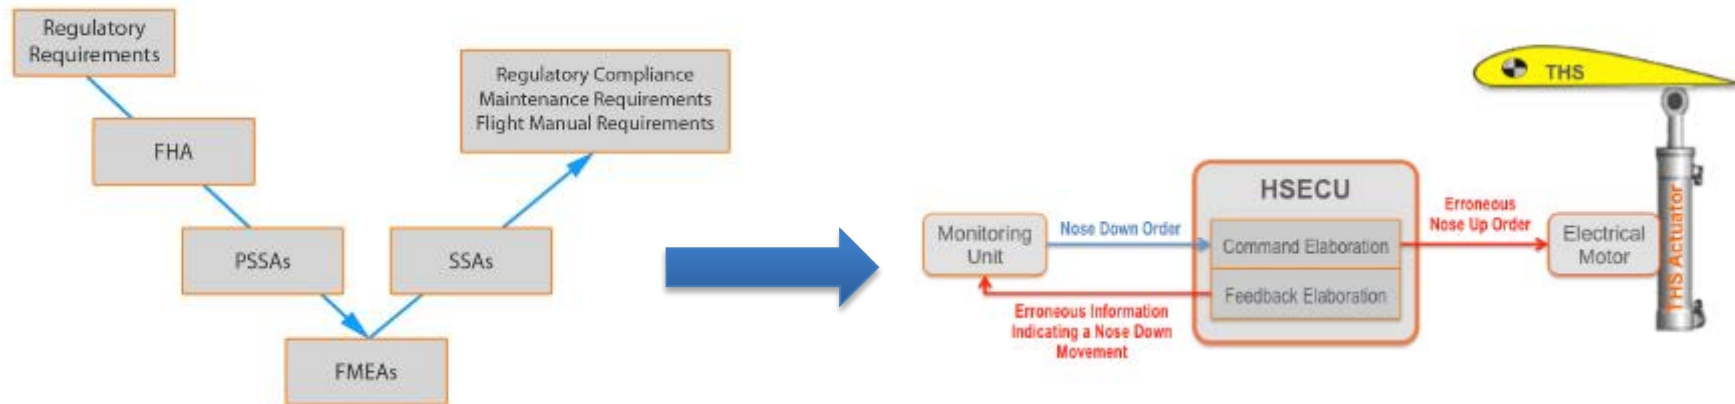 Regulatory
Requirements
FHA
PSSAs
FMEAs
SSAs
Regulatory Compliance
Maintenance Requirements
Flight Manual Requirements
Monitoring
Unit
Nose Down Order
Erroneous Information
Indicating a Nose Down
Movement
HSECU
Command Elaboration
Feedback Elaboration
Erroneous
Nose Up Order
Electrical
Motor
THS Actuator
THS